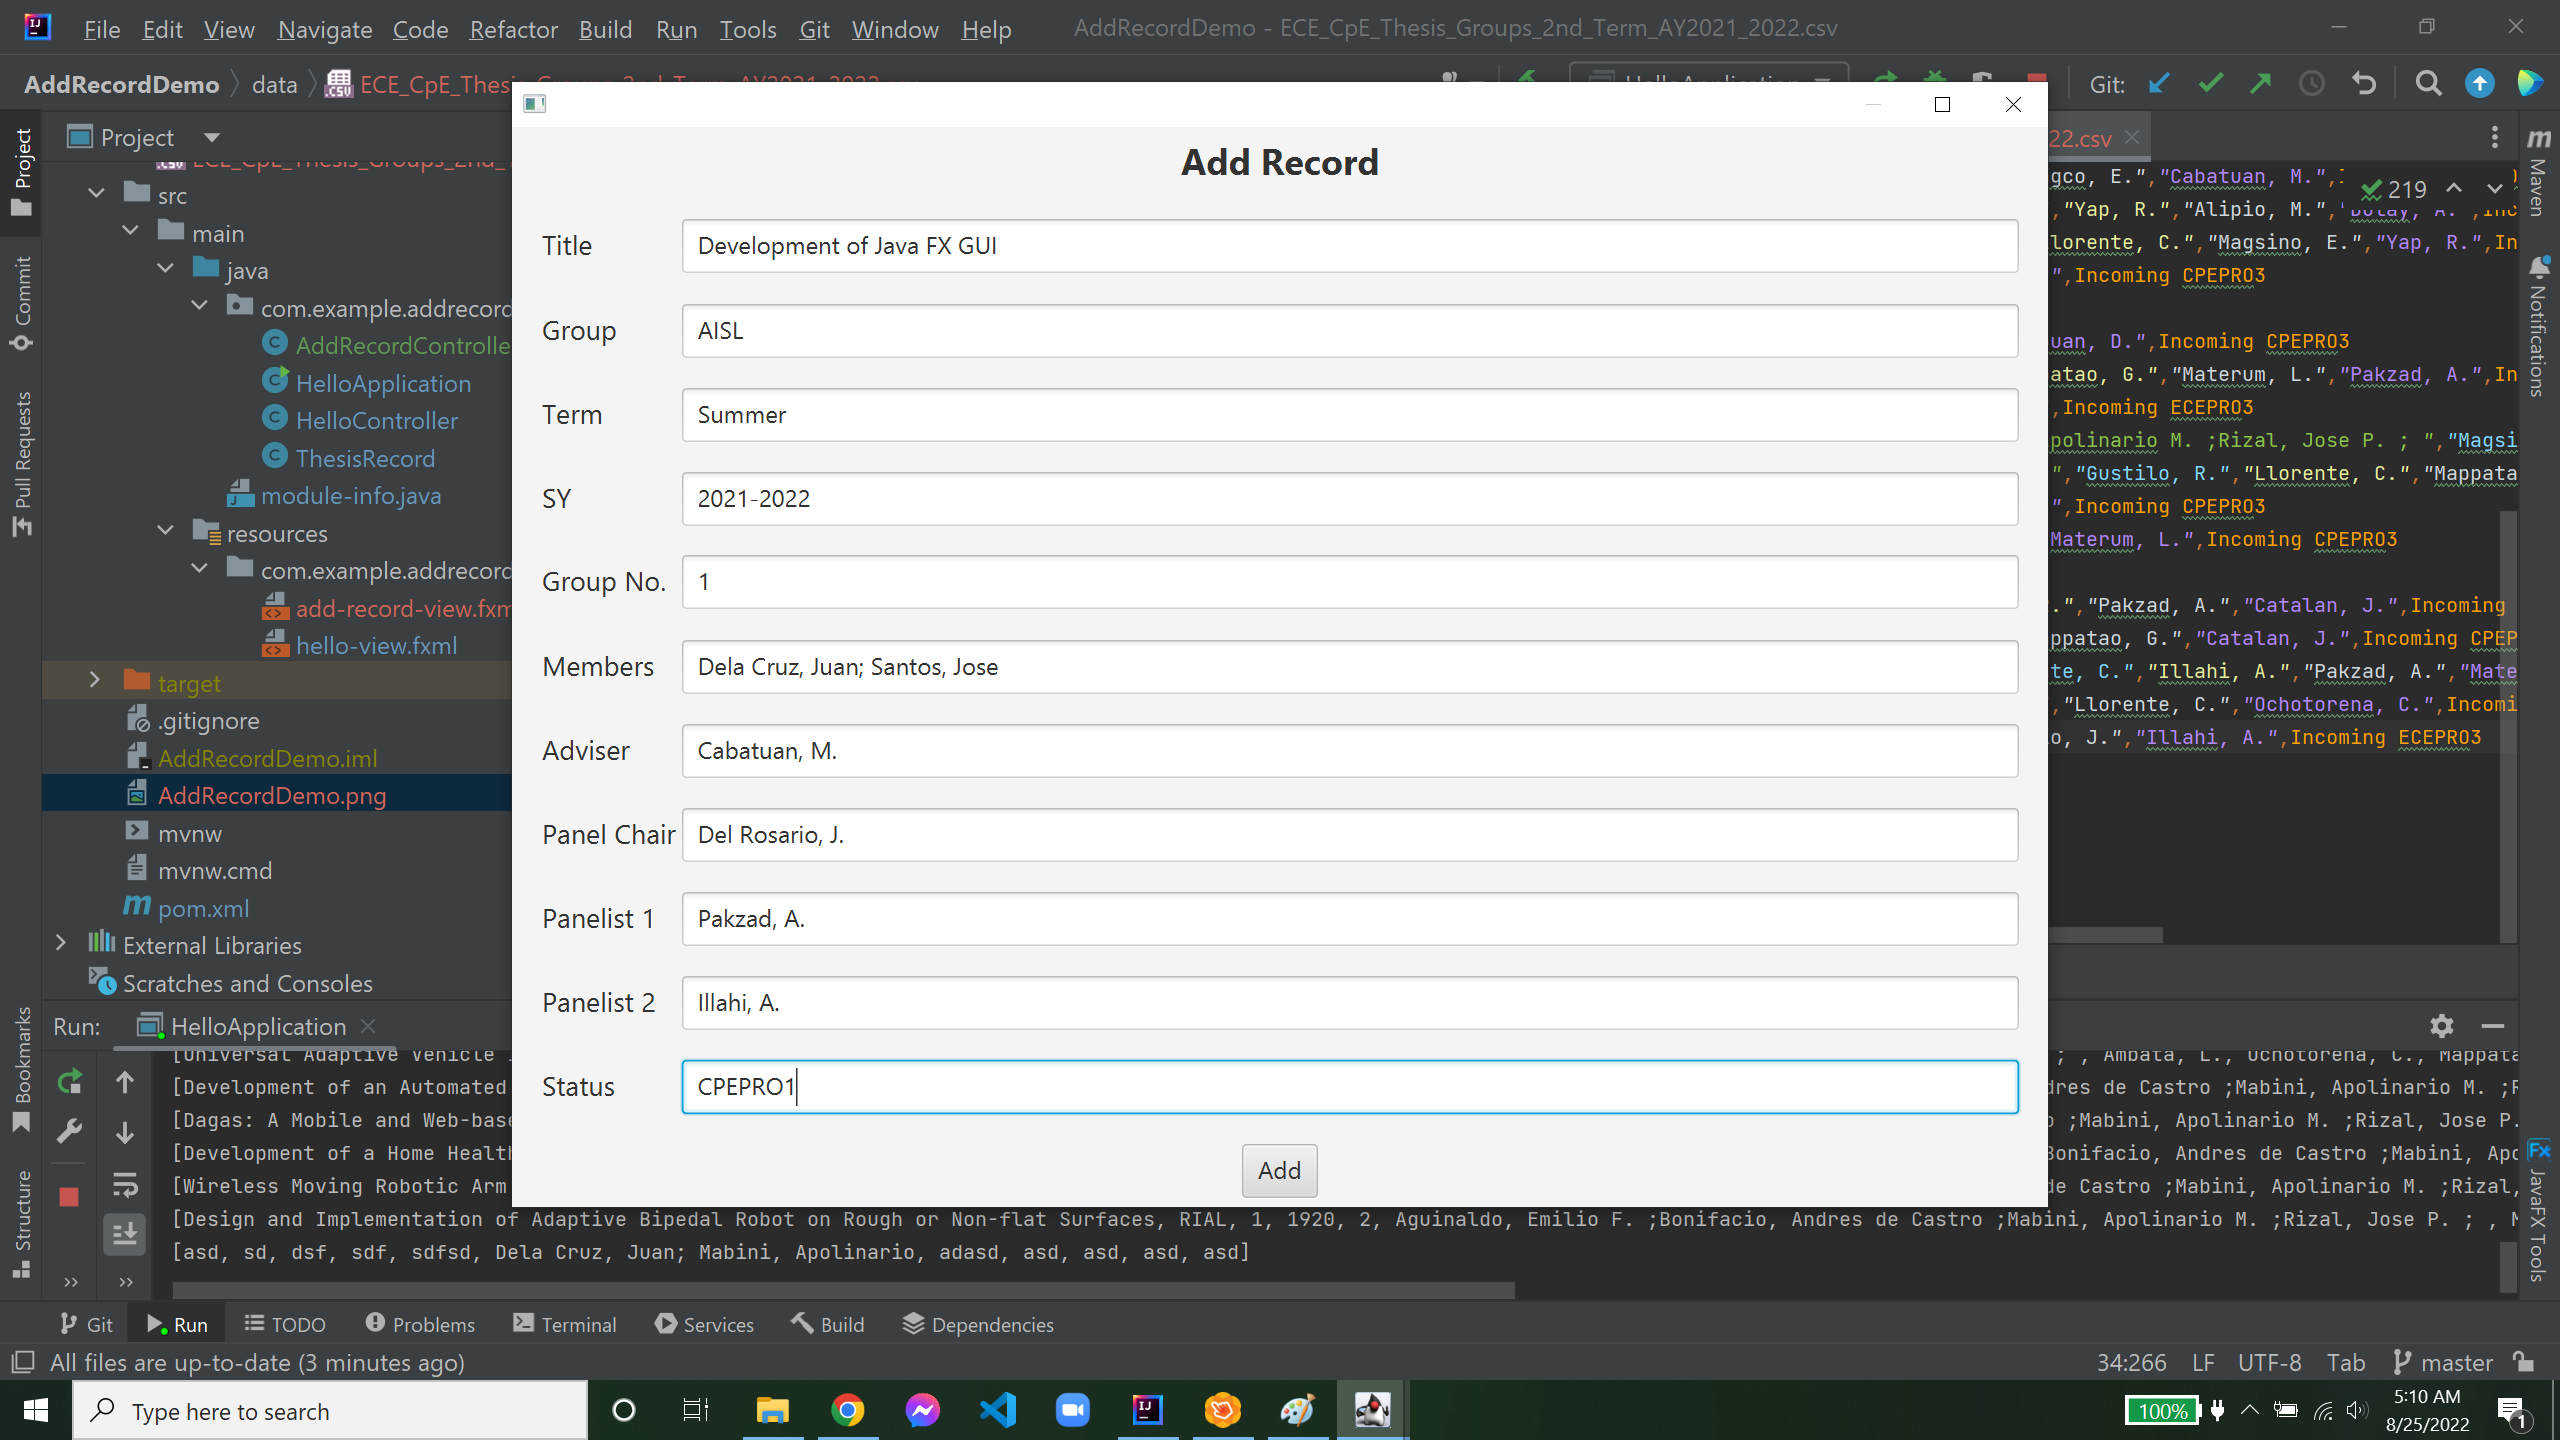 File Edit View Navigate Code Refactor Build Run Tools Git Window Help AddRecordDemo - ECE_CpE_Thesis_Groups_2nd_Term_AY2021_2022.csv
AddRecordDemo data Git:
Project
src
main
java
com.example.addrecord
AddRecordControlle
HelloApplication
HelloController
ThesisRecord
module-info.java
resources
com.example.addrecord
add-record-view.fxm
hello-view.fxml
target
.gitignore
AddRecordDemo.iml
AddRecordDemo.png
mvnw
mvnw.cmd
pom.xml
External Libraries
Scratches and Consoles
Project
Commit
Pull Requests
Bookmarks
Structure
Add Record
Title Development of Java FX GUI
Group AISL
Term Summer
SY 2021-2022
Group No. 1
Members Dela Cruz, Juan; Santos, Jose
Adviser Cabatuan, M.
Panel Chair Del Rosario, J.
Panelist 1 Pakzad, A.
Panelist 2 Illahi, A.
Status CPEPRO1
Add
22.csv
gco, E.","Cabatuan, M.",
219
,"Yap, R.","Alipio, M.",
lorente, C.","Magsino, E.","Yap, R.",In
",Incoming CPEPRO3
uan, D.",Incoming CPEPRO3
atao, G.","Materum, L.","Pakzad, A.",In
,Incoming ECEPRO3
polinario M. ;Rizal, Jose P. ; ","Magsi
","Gustilo, R.","Llorente, C.","Mappata
",Incoming CPEPRO3
Materum, L.",Incoming CPEPRO3
.","Pakzad, A.","Catalan, J.",Incoming
ppatao, G.","Catalan, J.",Incoming CPEP
te, C.","Illahi, A.","Pakzad, A.","Mate
,"Llorente, C.","Ochotorena, C.",Incomi
o, J.","Illahi, A.",Incoming ECEPRO3
Maven
Notifications
JavaFX Tools
Run: HelloApplication
[Universal Adaptive Vehicle ; , Ambata, L., Ochotorena, C., Mappata
[Development of an Automated dres de Castro ;Mabini, Apolinario M. ;R
[Dagas: A Mobile and Web-base ;Mabini, Apolinario M. ;Rizal, Jose P.
[Development of a Home Healt Bonifacio, Andres de Castro ;Mabini, Apo
[Wireless Moving Robotic Arm de Castro ;Mabini, Apolinario M. ;Rizal,
[Design and Implementation of Adaptive Bipedal Robot on Rough or Non-flat Surfaces, RIAL, 1, 1920, 2, Aguinaldo, Emilio F. ;Bonifacio, Andres de Castro ;Mabini, Apolinario M. ;Rizal, Jose P. ; , M
[asd, sd, dsf, sdf, sdfsd, Dela Cruz, Juan; Mabini, Apolinario, adasd, asd, asd, asd, asd]
Git Run TODO Problems Terminal Services Build Dependencies
All files are up-to-date (3 minutes ago) 34:266 LF UTF-8 Tab master
Type here to search
100%
5:10 AM
8/25/2022
1